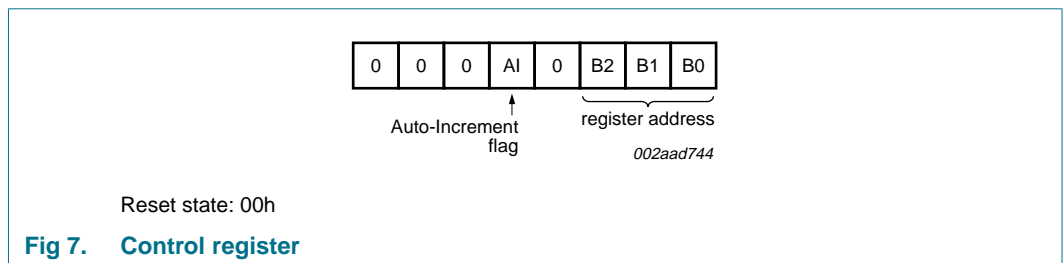 0 0 0 AI 0 B2 B1 B0
Auto-Increment
flag
register address
002aad744
Reset state: 00h
Fig 7. Control register